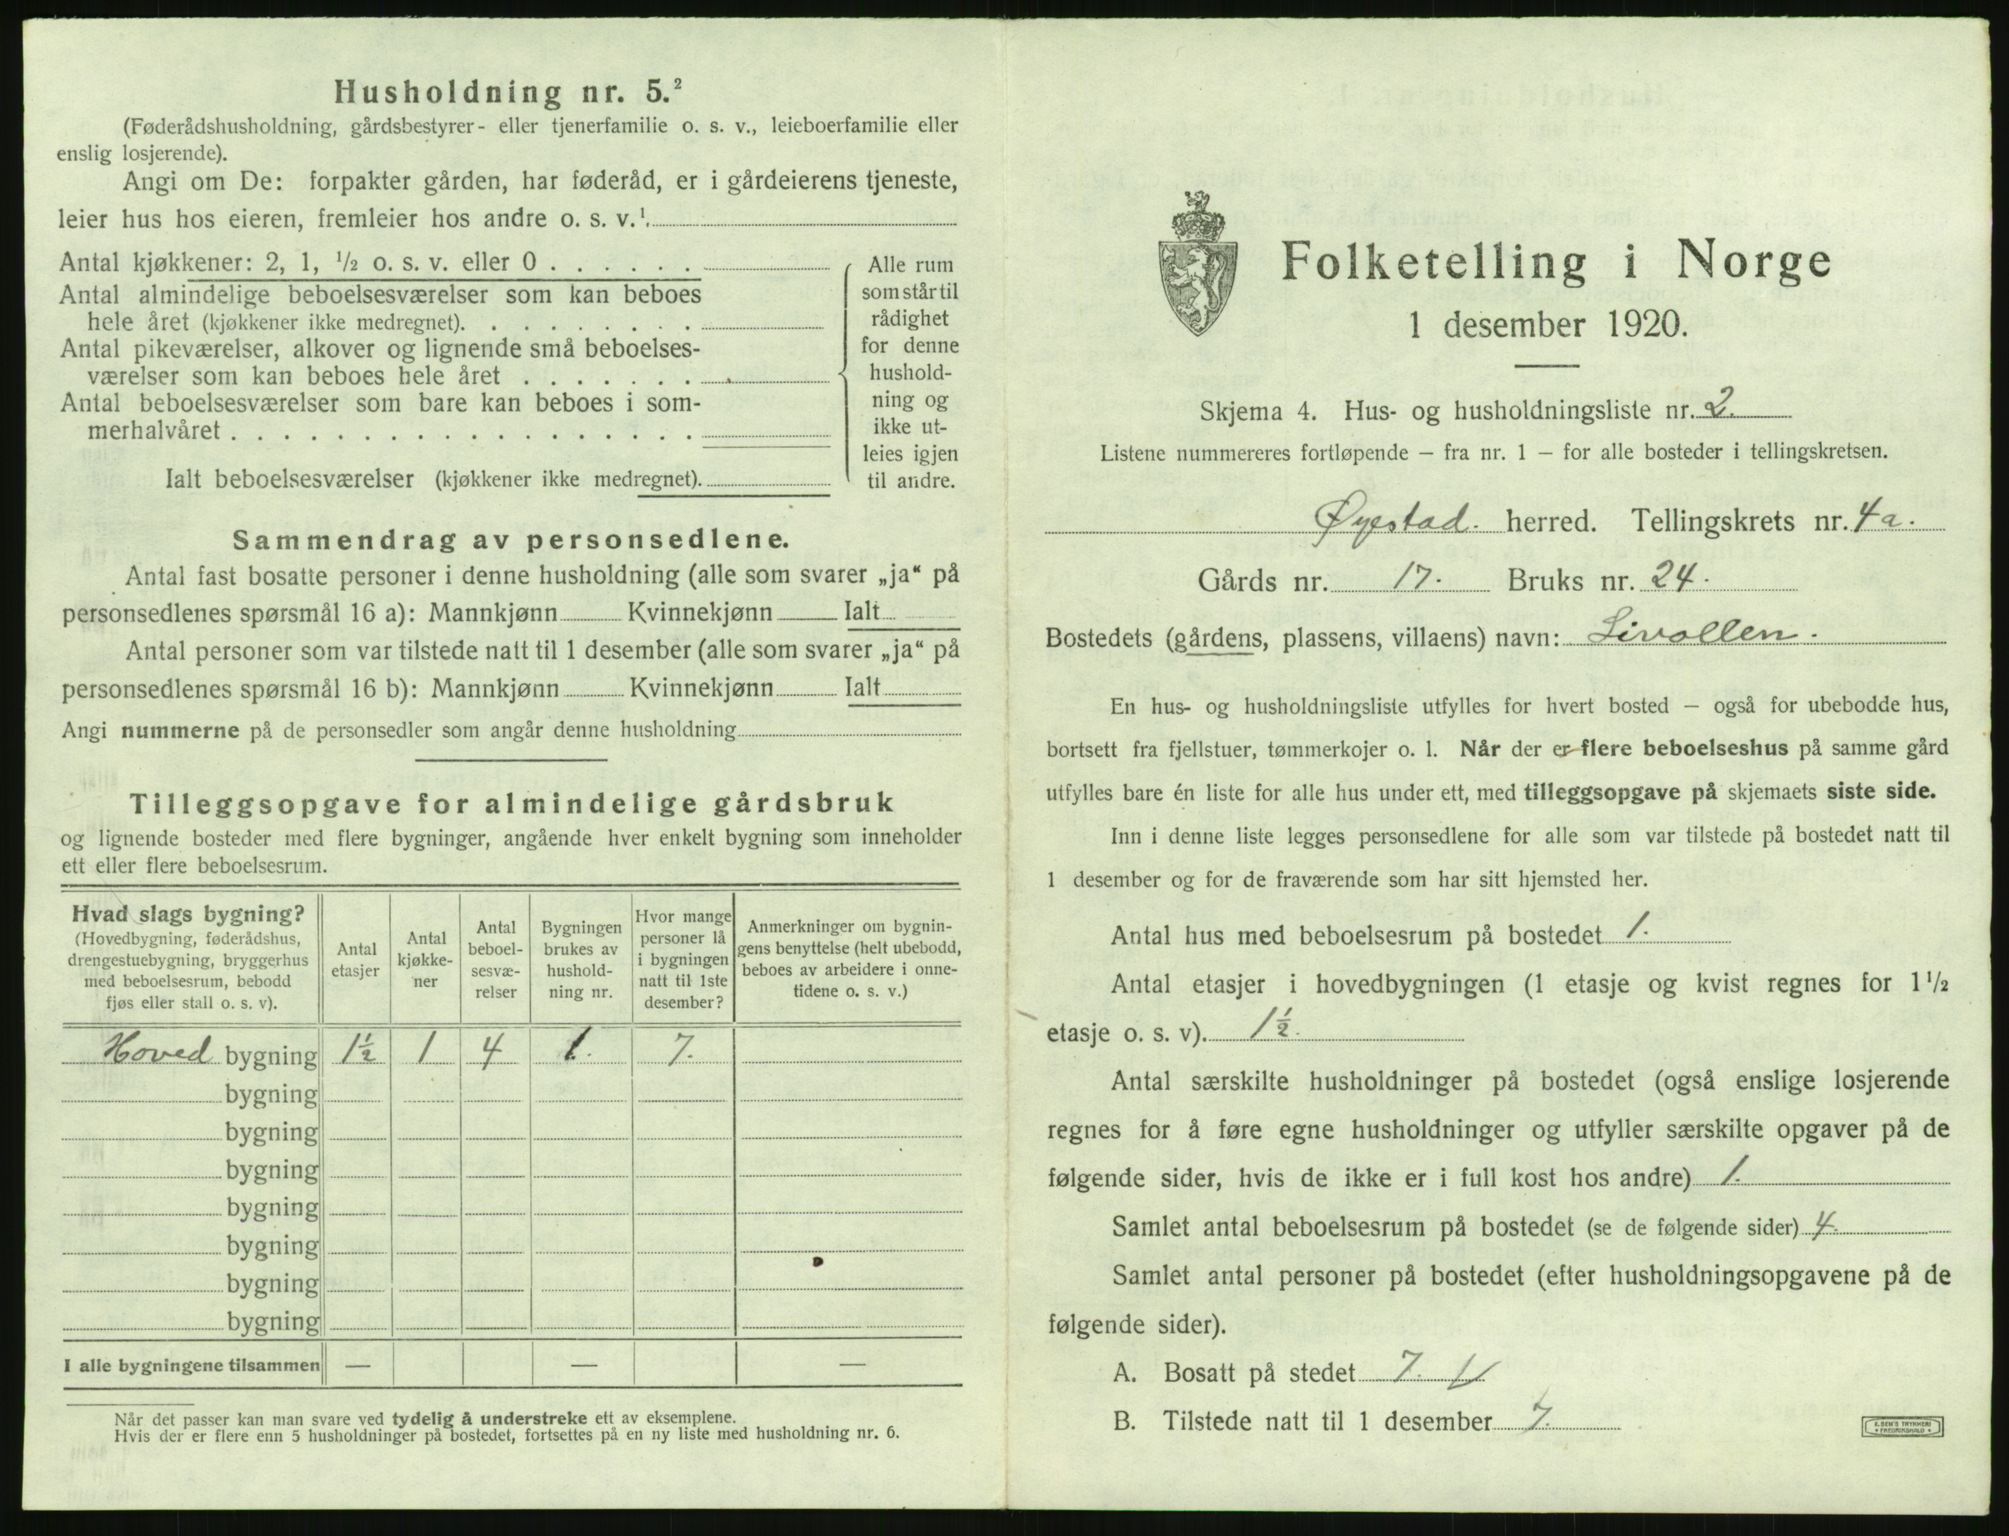 Husholdning nr. 5.²
(Føderådshusholdning, gårdsbestyrer- eller tjenerfamilie o. s. v., leieboerfamilie eller
enslig losjerende).
Angi om De: forpakter gården, har føderåd, er i gårdeierens tjeneste,
leier hus hos eieren, fremleier hos andre o. s. v.¹
Antal kjøkkener: 2, 1, ½ o. s. v. eller 0
Antal almindelige beboelsesværelser som kan beboes
hele året (kjøkkener ikke medregnet).
Antal pikeværelser, alkover og lignende små beboelses-
værelser som kan beboes hele året
Antal beboelsesværelser som bare kan beboes i som-
merhalvåret
Ialt beboelsesværelser (kjøkkener ikke medregnet).
Alle rum
som står til
rådighet
for denne
hushold-
ning og
ikke ut-
leies igjen
til andre.
Sammendrag av personsedlene.
Antal fast bosatte personer i denne husholdning (alle som svarer „ja“ på
personsedlenes spørsmål 16 a): Mannkjønn Kvinnekjønn Ialt
Antal personer som var tilstede natt til 1 desember (alle som svarer „ja“ på
personsedlenes spørsmål 16 b): Mannkjønn Kvinnekjønn Ialt
Angi nummerne på de personsedler som angår denne husholdning
Tilleggsopgave for almindelige gårdsbruk
og lignende bosteder med flere bygninger, angående hver enkelt bygning som inneholder
ett eller flere beboelsesrum.
Hvad slags bygning?
(Hovedbygning, føderådshus,
drengestuebygning, bryggerhus
med beboelsesrum, bebodd
fjøs eller stall o. s. v).
Antal
etasjer
Antal
kjøkke-
ner
Antal
beboel-
sesvæ-
relser
Bygningen
brukes av
hushold-
ning nr.
Hvor mange
personer lå
i bygningen
natt til 1ste
desember?
Anmerkninger om bygnin-
gens benyttelse (helt ubebodd,
beboes av arbeidere i onne-
tidene o. s. v.)
Hoved bygning 1½ 1 4 1. 7.
bygning
bygning
bygning
bygning
bygning
bygning
bygning
I alle bygningene tilsammen — — —
Når det passer kan man svare ved tydelig å understreke ett av eksemplene.
Hvis der er flere enn 5 husholdninger på bostedet, fortsettes på en ny liste med husholdning nr. 6.
Folketelling i Norge
1 desember 1920.
Skjema 4. Hus- og husholdningsliste nr. 2.
Listene nummereres fortløpende — fra nr. 1 — for alle bosteder i tellingskretsen.
Øyestad. herred. Tellingskrets nr. 4a.
Gårds nr. 17. Bruks nr. 24.
Bostedets (gårdens, plassens, villaens) navn: Livollen.
En hus- og husholdningsliste utfylles for hvert bosted — også for ubebodde hus,
bortsett fra fjellstuer, tømmerkojer o. l. Når der er flere beboelseshus på samme gård
utfylles bare én liste for alle hus under ett, med tilleggsopgave på skjemaets siste side.
Inn i denne liste legges personsedlene for alle som var tilstede på bostedet natt til
1 desember og for de fraværende som har sitt hjemsted her.
Antal hus med beboelsesrum på bostedet 1.
Antal etasjer i hovedbygningen (1 etasje og kvist regnes for 1½
etasje o. s. v). 1½.
Antal særskilte husholdninger på bostedet (også enslige losjerende
regnes for å føre egne husholdninger og utfyller særskilte opgaver på de
følgende sider, hvis de ikke er i full kost hos andre) 1.
Samlet antal beboelsesrum på bostedet (se de følgende sider) 4.
Samlet antal personer på bostedet (efter husholdningsopgavene på de
følgende sider).
A. Bosatt på stedet 7.
B. Tilstede natt til 1 desember 7.